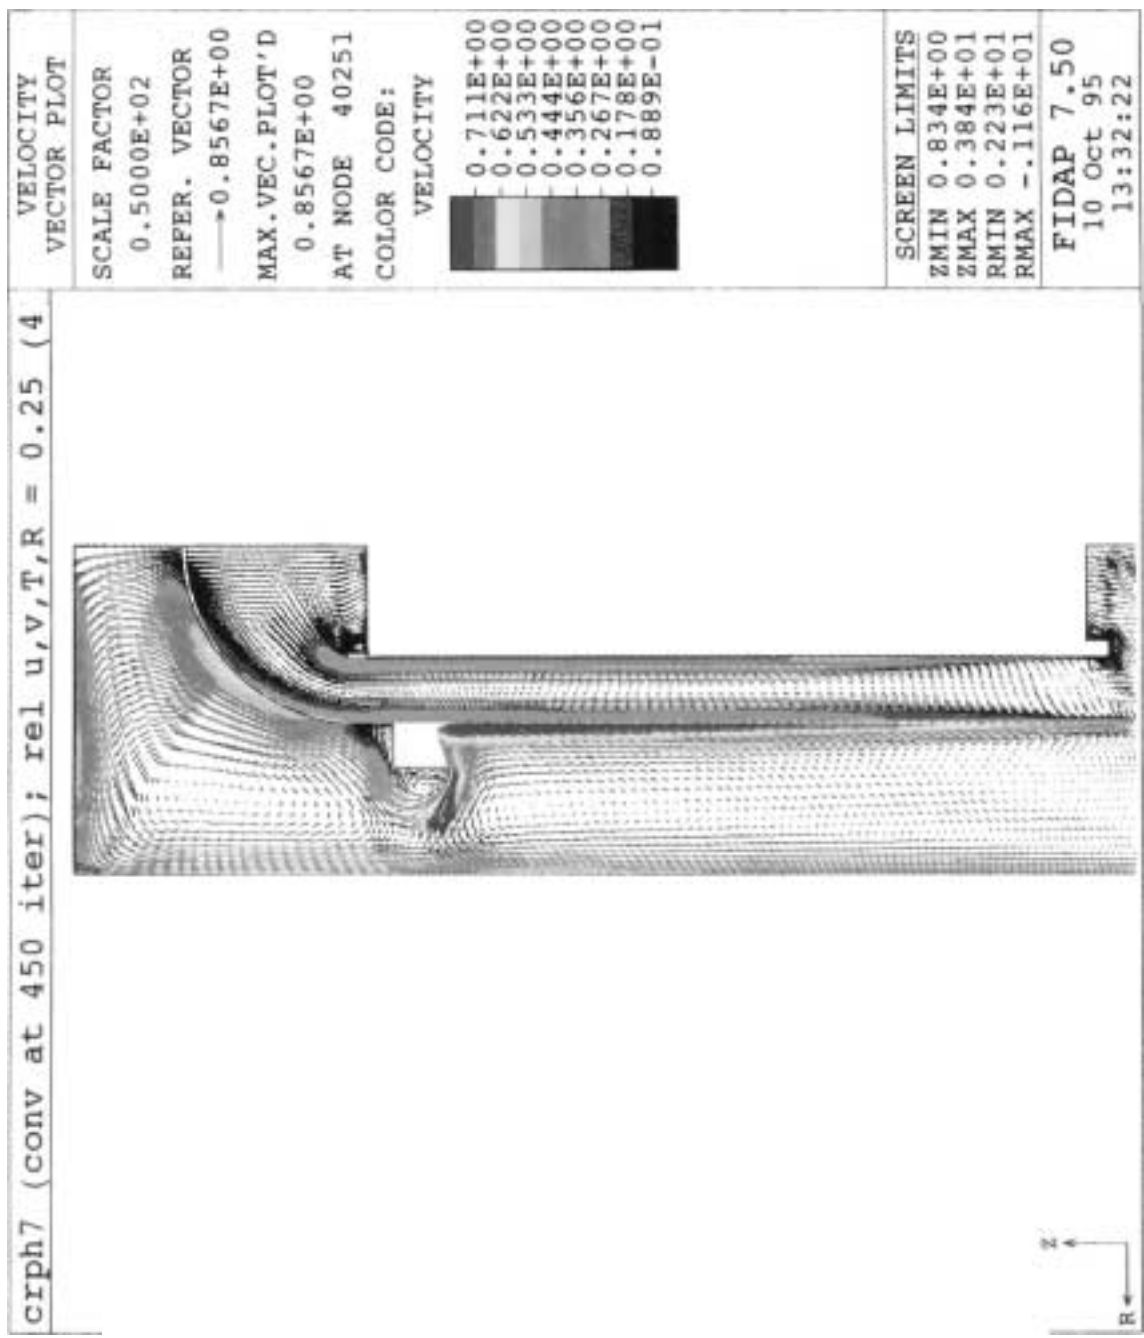 crph7 (conv at 450 iter); rel u,v,T,R = 0.25 (4
VELOCITY
VECTOR PLOT
SCALE FACTOR
0.5000E+02
REFER. VECTOR
0.8567E+00
MAX.VEC.PLOT'D
0.8567E+00
AT NODE 40251
COLOR CODE:
VELOCITY
0.711E+00
0.622E+00
0.533E+00
0.444E+00
0.356E+00
0.267E+00
0.178E+00
0.889E-01
SCREEN LIMITS
ZMIN 0.834E+00
ZMAX 0.384E+01
RMIN 0.223E+01
RMAX -.116E+01
FIDAP 7.50
10 Oct 95
13:32:22
Z
R